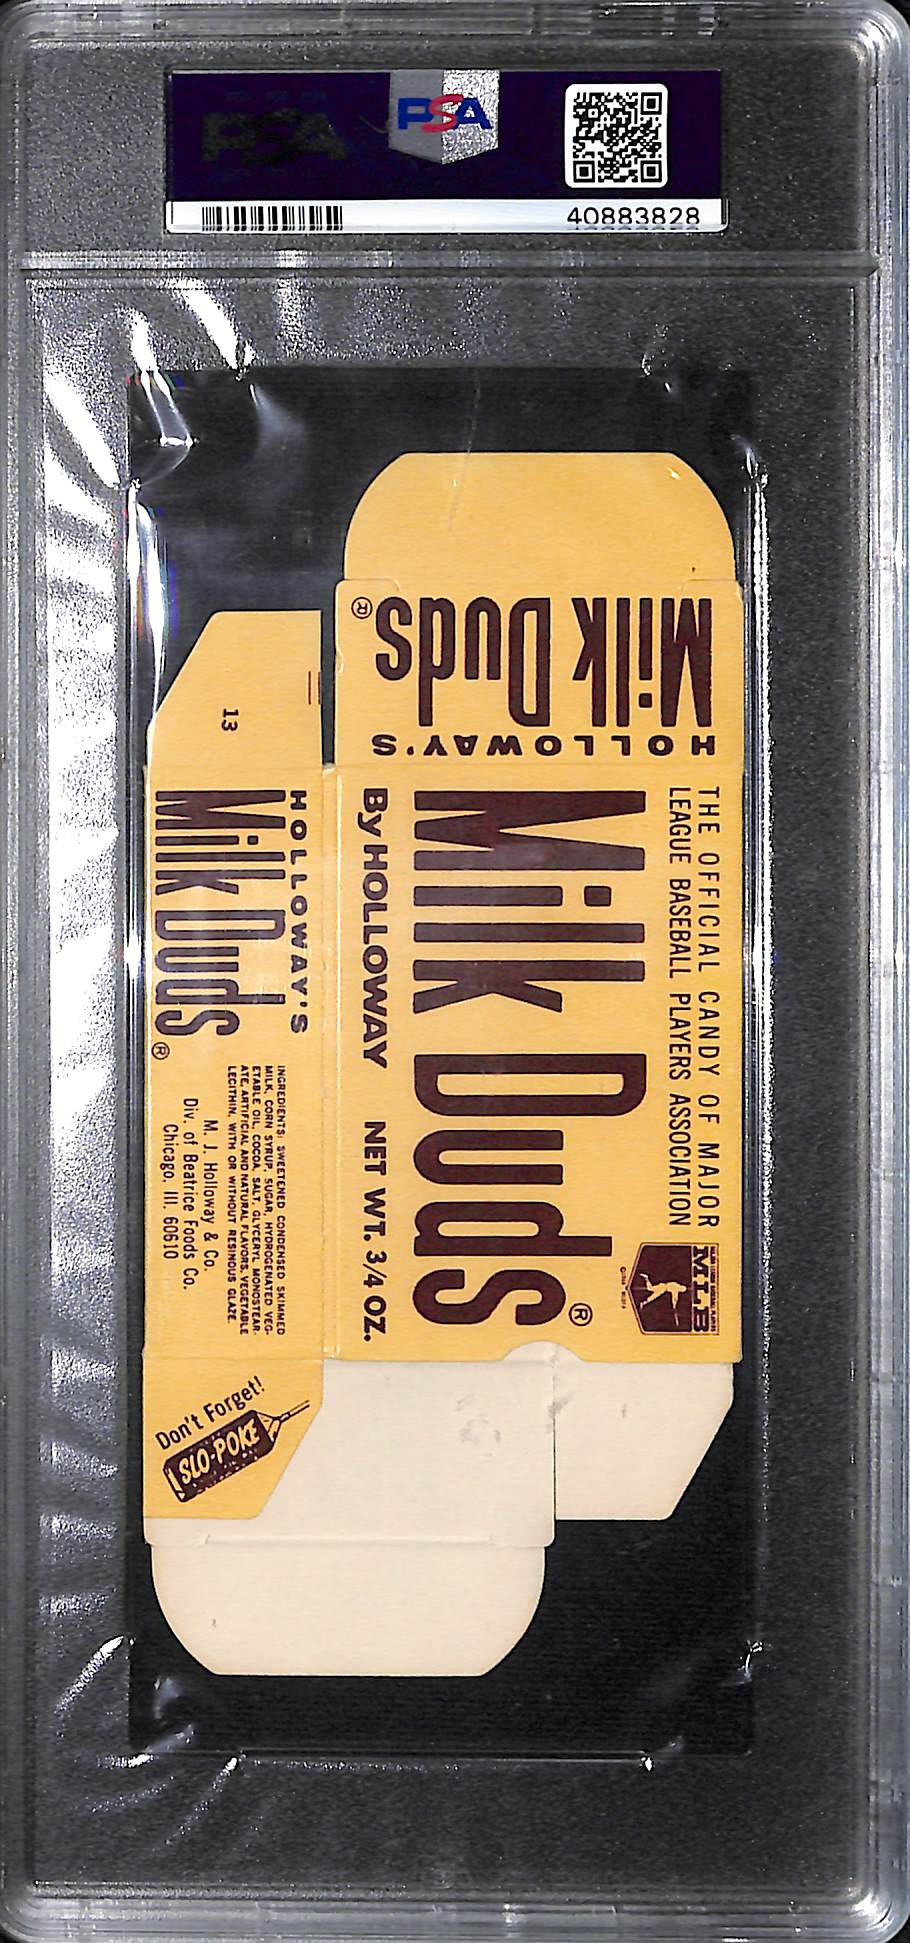 PSA
PSA
40883828
Milk Duds®
HOLLOWAY'S
THE OFFICIAL CANDY OF MAJOR
LEAGUE BASEBALL PLAYERS ASSOCIATION
MLB
Milk Duds®
By HOLLOWAY NET WT. 3/4 OZ.
13
HOLLOWAY'S
Milk Duds®
INGREDIENTS: SWEETENED CONDENSED SKIMMED
MILK, CORN SYRUP, SUGAR, HYDROGENATED VEG-
ETABLE OIL, COCOA, SALT, GLYCERYL MONOSTEAR-
ATE, ARTIFICIAL AND NATURAL FLAVORS, VEGETABLE
LECITHIN, WITH OR WITHOUT RESINOUS GLAZE.
M. J. Holloway & Co.
Div. of Beatrice Foods Co.
Chicago, Ill. 60610
Don't Forget!
SLO-POKE